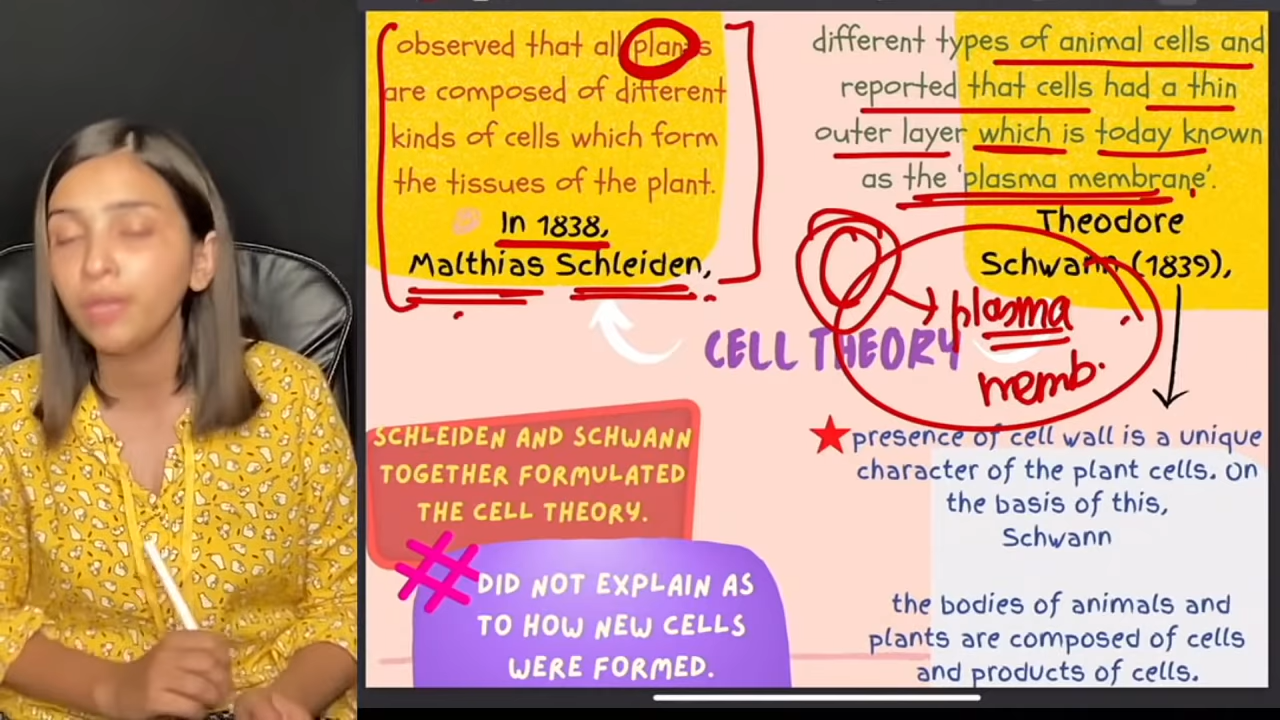 observed that all plants
are composed of different
kinds of cells which form
the tissues of the plant.
In 1838,
Malthias Schleiden,
different types of animal cells and
reported that cells had a thin
outer layer which is today known
as the 'plasma membrane'.
Theodore
Schwann (1839),
plasma
memb.
CELL THEORY
SCHLEIDEN AND SCHWANN
TOGETHER FORMULATED
THE CELL THEORY.
DID NOT EXPLAIN AS
TO HOW NEW CELLS
WERE FORMED.
presence of cell wall is a unique
character of the plant cells. On
the basis of this,
Schwann
the bodies of animals and
plants are composed of cells
and products of cells.